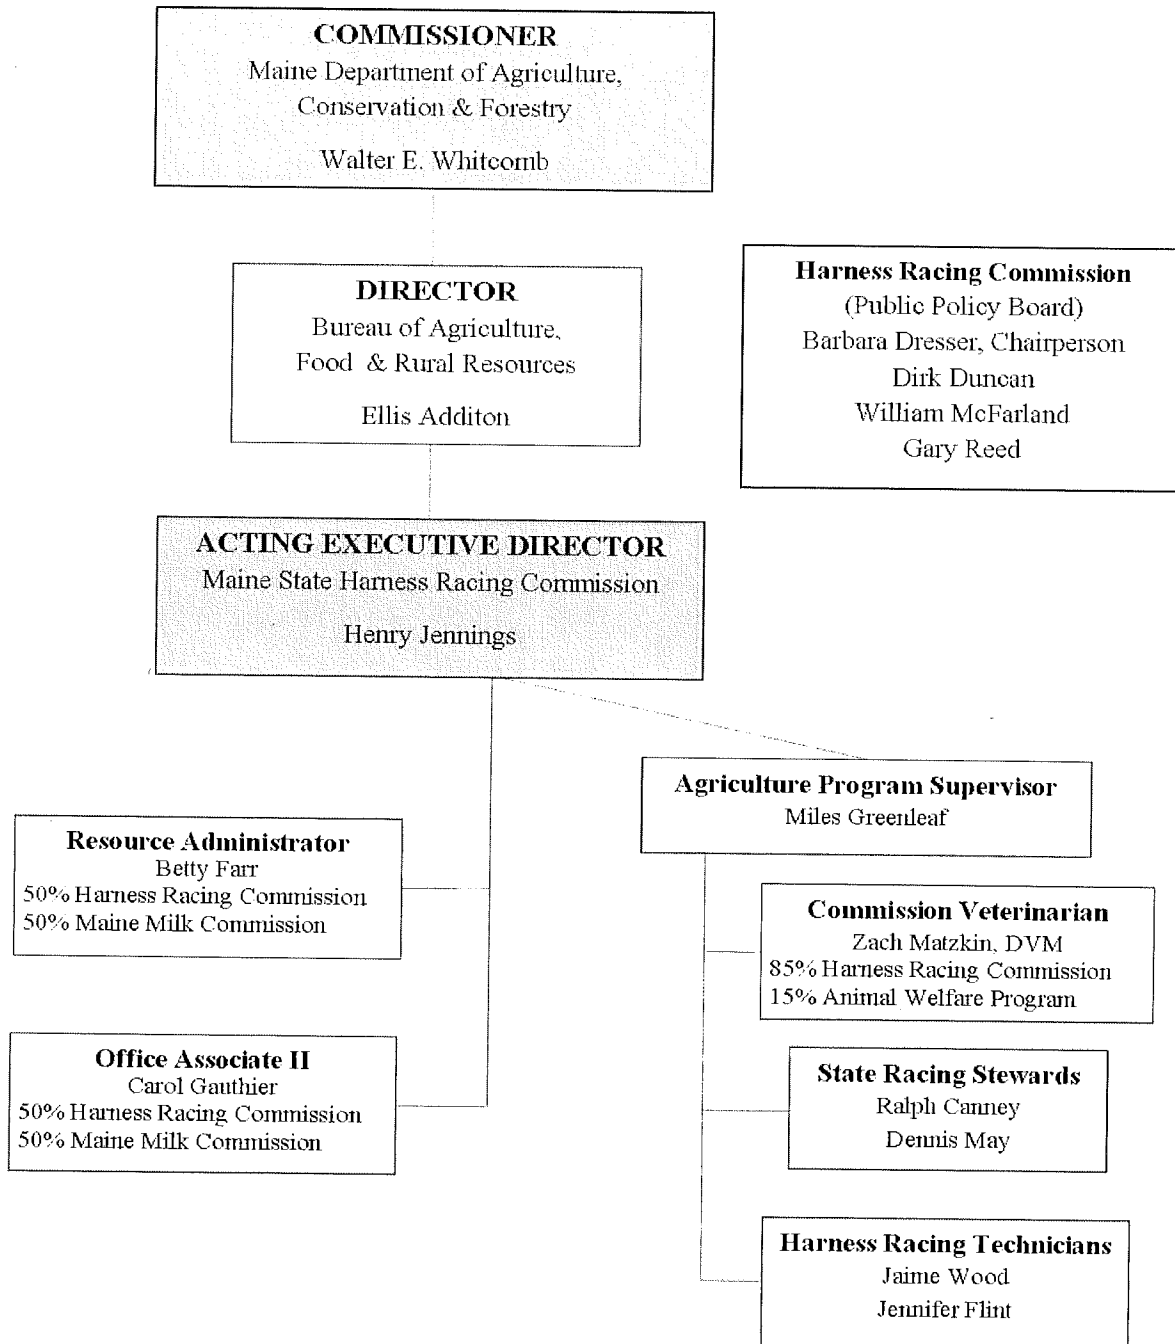 COMMISSIONER
Maine Department of Agriculture,
Conservation & Forestry
Walter E. Whitcomb
DIRECTOR
Bureau of Agriculture,
Food & Rural Resources
Ellis Additon
Harness Racing Commission
(Public Policy Board)
Barbara Dresser, Chairperson
Dirk Duncan
William McFarland
Gary Reed
ACTING EXECUTIVE DIRECTOR
Maine State Harness Racing Commission
Henry Jennings
Resource Administrator
Betty Farr
50% Harness Racing Commission
50% Maine Milk Commission
Office Associate II
Carol Gauthier
50% Harness Racing Commission
50% Maine Milk Commission
Agriculture Program Supervisor
Miles Greenleaf
Commission Veterinarian
Zach Matzkin, DVM
85% Harness Racing Commission
15% Animal Welfare Program
State Racing Stewards
Ralph Canney
Dennis May
Harness Racing Technicians
Jaime Wood
Jennifer Flint